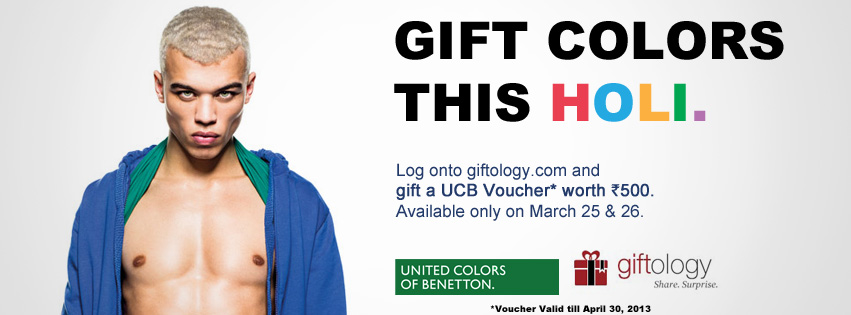 GIFT COLORS
THIS HOLI.
Log onto giftology.com and
gift a UCB Voucher* worth ₹500.
Available only on March 25 & 26.
UNITED COLORS
OF BENETTON.
giftology
Share. Surprise.
*Voucher Valid till April 30, 2013